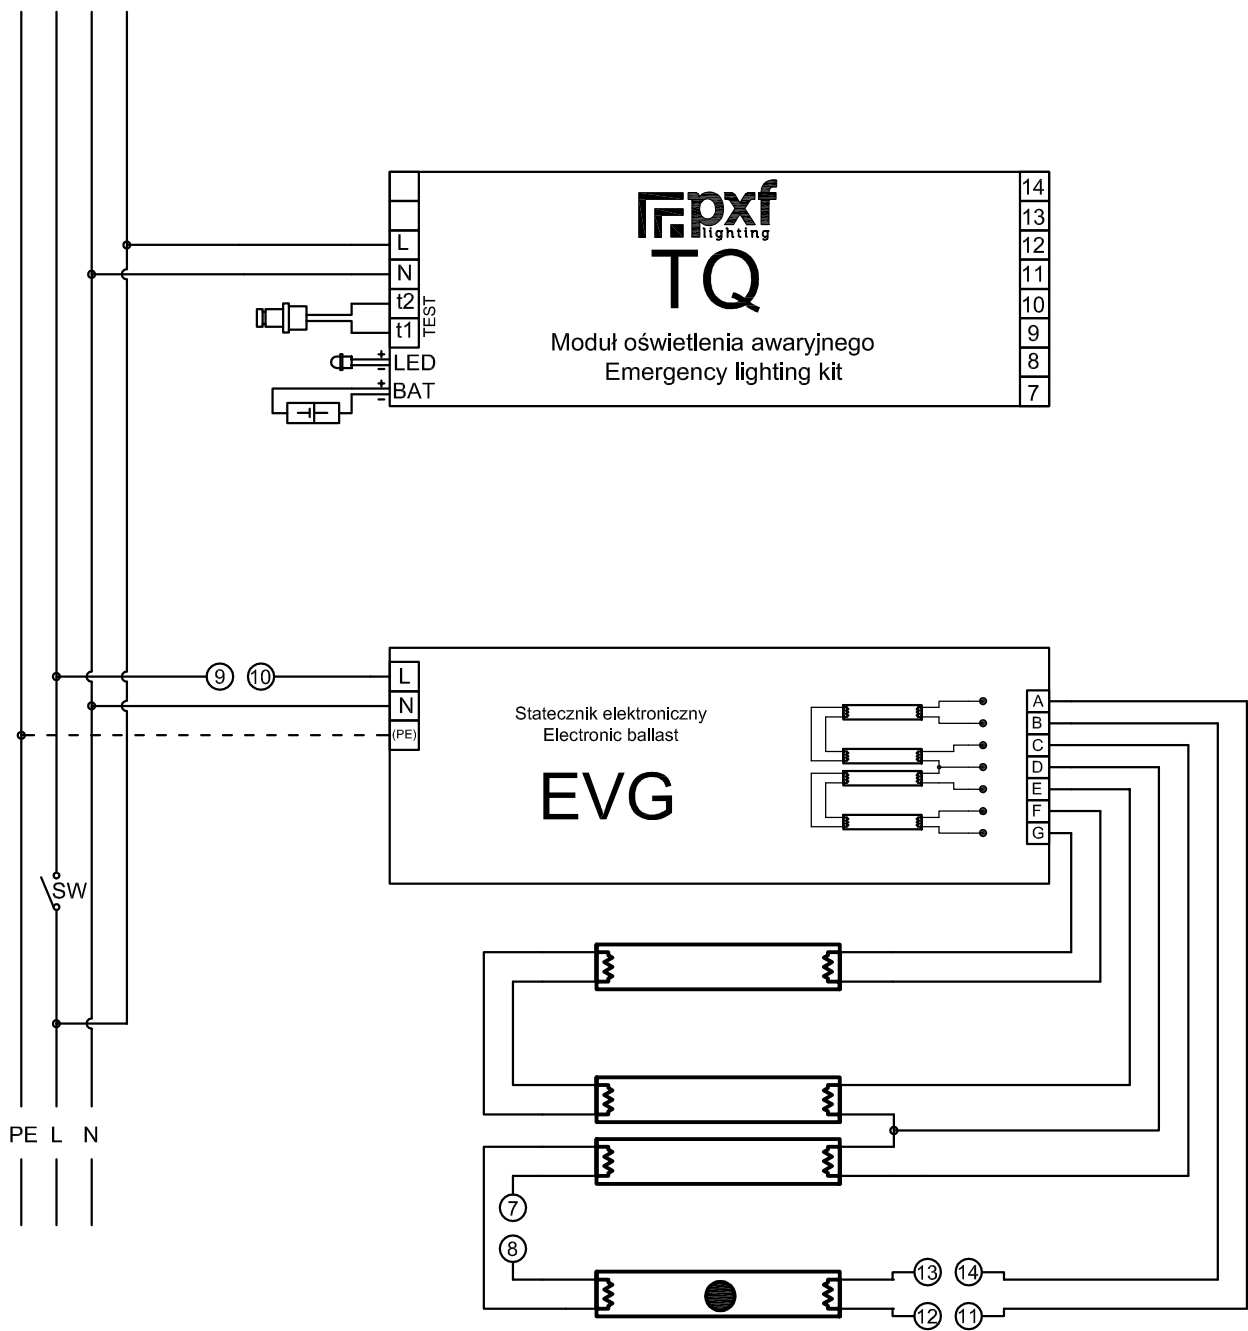 pxf
lighting
TQ
Moduł oświetlenia awaryjnego
Emergency lighting kit
L
N
t2
t1
TEST
+
-
LED
+
-
BAT
14
13
12
11
10
9
8
7
9 10
L
N
(PE)
Statecznik elektroniczny
Electronic ballast
EVG
A
B
C
D
E
F
G
SW
PE L N
7
8
13 14
12 11